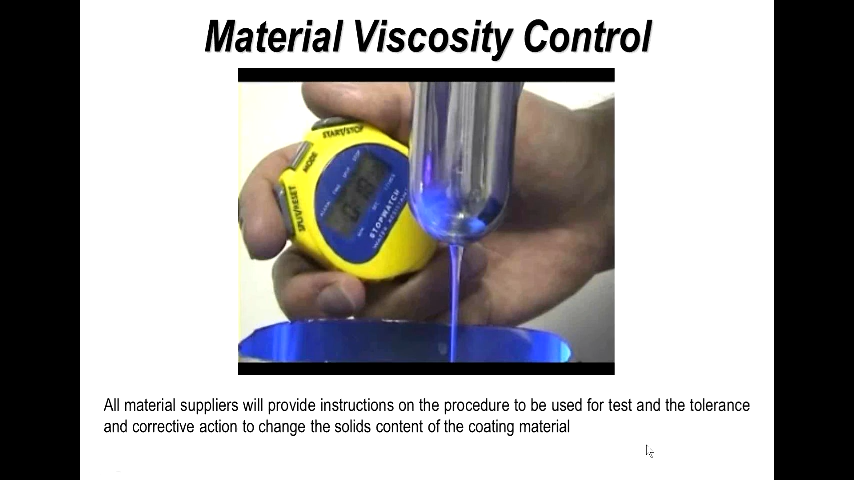 Material Viscosity Control
START/STOP
MODE
SPLIT/RESET
STOPWATCH
WATER RESISTANT
All material suppliers will provide instructions on the procedure to be used for test and the tolerance
and corrective action to change the solids content of the coating material